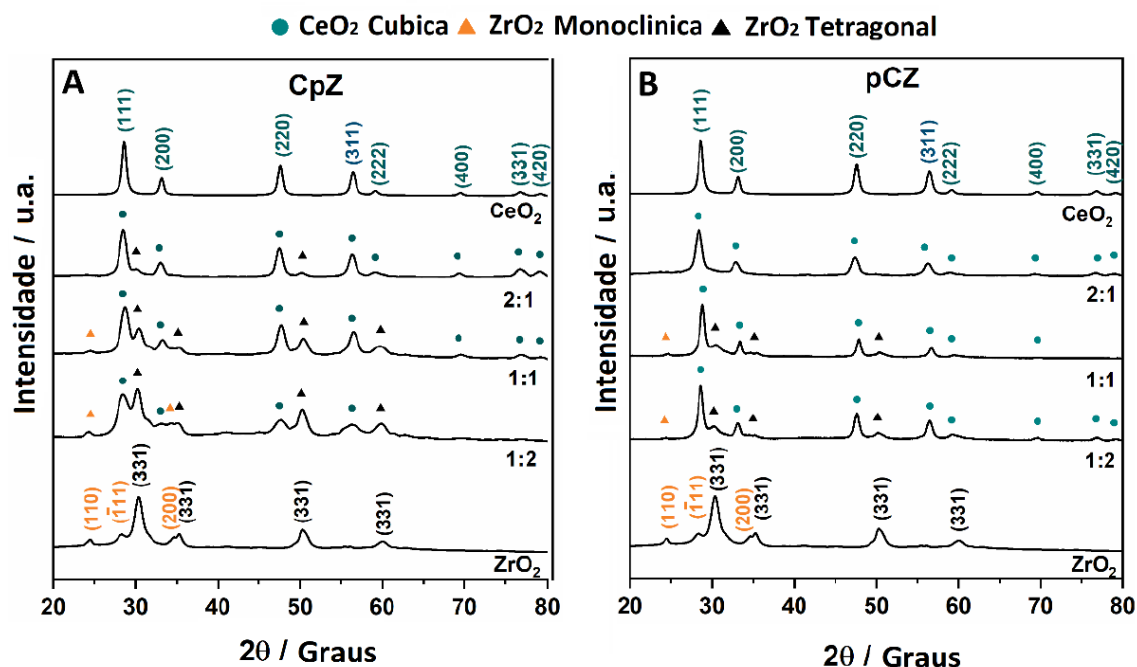 CeO₂ Cubica ZrO₂ Monoclinica ZrO₂ Tetragonal
A
CpZ
(111)
(200)
(220)
(311)
(222)
(400)
(331)
(420)
CeO₂
2:1
1:1
1:2
(110)
(1̄11)
(331)
(200)
(331)
(331)
(331)
ZrO₂
20 30 40 50 60 70 80
2θ / Graus
Intensidade / u.a.
B
pCZ
(111)
(200)
(220)
(311)
(222)
(400)
(331)
(420)
CeO₂
2:1
1:1
1:2
(110)
(1̄11)
(331)
(200)
(331)
(331)
(331)
ZrO₂
20 30 40 50 60 70 80
2θ / Graus
Intensidade / u.a.